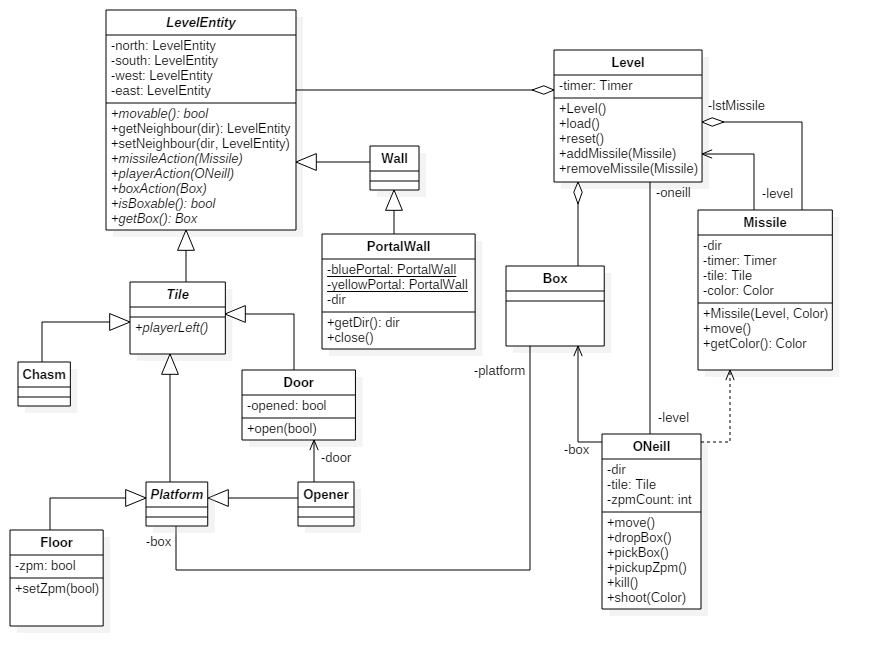 LevelEntity
-north: LevelEntity
-south: LevelEntity
-west: LevelEntity
-east: LevelEntity
+movable(): bool
+getNeighbour(dir): LevelEntity
+setNeighbour(dir, LevelEntity)
+missileAction(Missile)
+playerAction(ONeill)
+boxAction(Box)
+isBoxable(): bool
+getBox(): Box
Level
-timer: Timer
+Level()
+load()
+reset()
+addMissile(Missile)
+removeMissile(Missile)
-lstMissile
-level
-oneill
Wall
PortalWall
-bluePortal: PortalWall
-yellowPortal: PortalWall
-dir
+getDir(): dir
+close()
Missile
-dir
-timer: Timer
-tile: Tile
-color: Color
+Missile(Level, Color)
+move()
+getColor(): Color
Box
Tile
+playerLeft()
Chasm
Door
-opened: bool
+open(bool)
-door
-platform
-level
-box
ONeill
-dir
-tile: Tile
-zpmCount: int
+move()
+dropBox()
+pickBox()
+pickupZpm()
+kill()
+shoot(Color)
Platform
Opener
-box
Floor
-zpm: bool
+setZpm(bool)